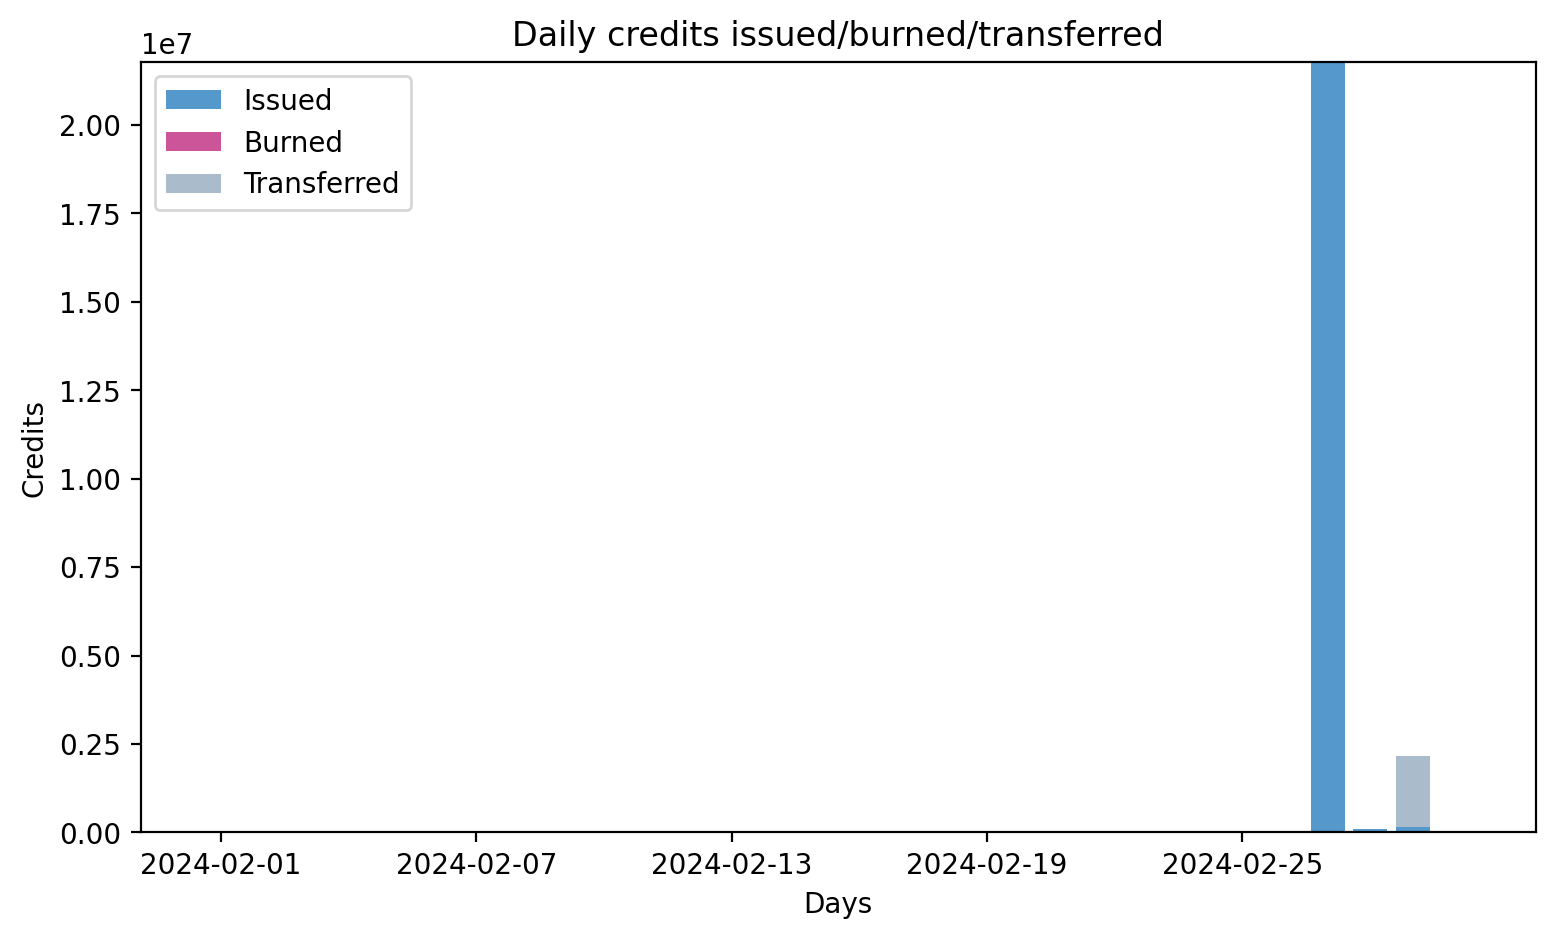 Daily credits issued/burned/transferred
1e7
Issued
Burned
Transferred
2.00
1.75
1.50
1.25
1.00
0.75
0.50
0.25
0.00
Credits
2024-02-01 2024-02-07 2024-02-13 2024-02-19 2024-02-25
Days